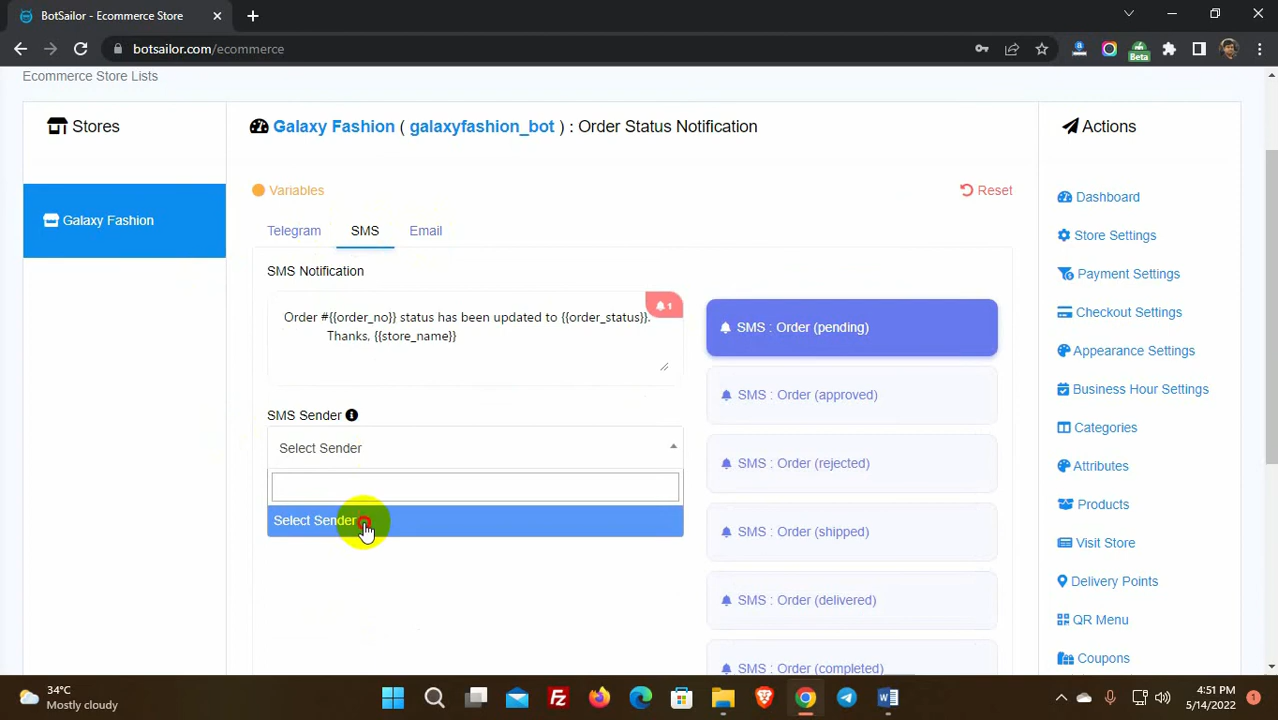 BotSailor - Ecommerce Store
botsailor.com/ecommerce
Beta
Ecommerce Store Lists
Stores
Galaxy Fashion ( galaxyfashion_bot ) : Order Status Notification
Actions
Galaxy Fashion
Variables
Reset
Telegram
SMS
Email
SMS Notification
1
Order #{{order_no}} status has been updated to {{order_status}}.
Thanks, {{store_name}}
SMS Sender
Select Sender
Select Sender
SMS : Order (pending)
SMS : Order (approved)
SMS : Order (rejected)
SMS : Order (shipped)
SMS : Order (delivered)
SMS : Order (completed)
Dashboard
Store Settings
Payment Settings
Checkout Settings
Appearance Settings
Business Hour Settings
Categories
Attributes
Products
Visit Store
Delivery Points
QR Menu
Coupons
34°C
Mostly cloudy
4:51 PM
5/14/2022
1